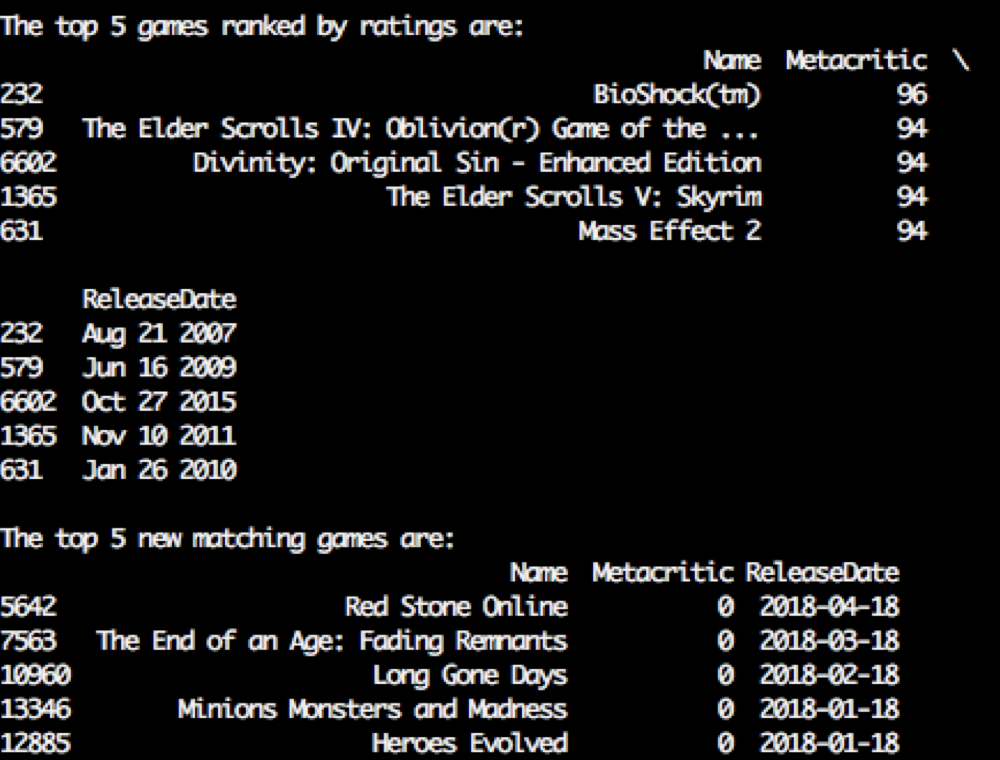 The top 5 games ranked by ratings are:
Name Metacritic \
232 BioShock(tm) 96
579 The Elder Scrolls IV: Oblivion(r) Game of the ... 94
6602 Divinity: Original Sin - Enhanced Edition 94
1365 The Elder Scrolls V: Skyrim 94
631 Mass Effect 2 94
ReleaseDate
232 Aug 21 2007
579 Jun 16 2009
6602 Oct 27 2015
1365 Nov 10 2011
631 Jan 26 2010
The top 5 new matching games are:
Name Metacritic ReleaseDate
5642 Red Stone Online 0 2018-04-18
7563 The End of an Age: Fading Remnants 0 2018-03-18
10960 Long Gone Days 0 2018-02-18
13346 Minions Monsters and Madness 0 2018-01-18
12885 Heroes Evolved 0 2018-01-18